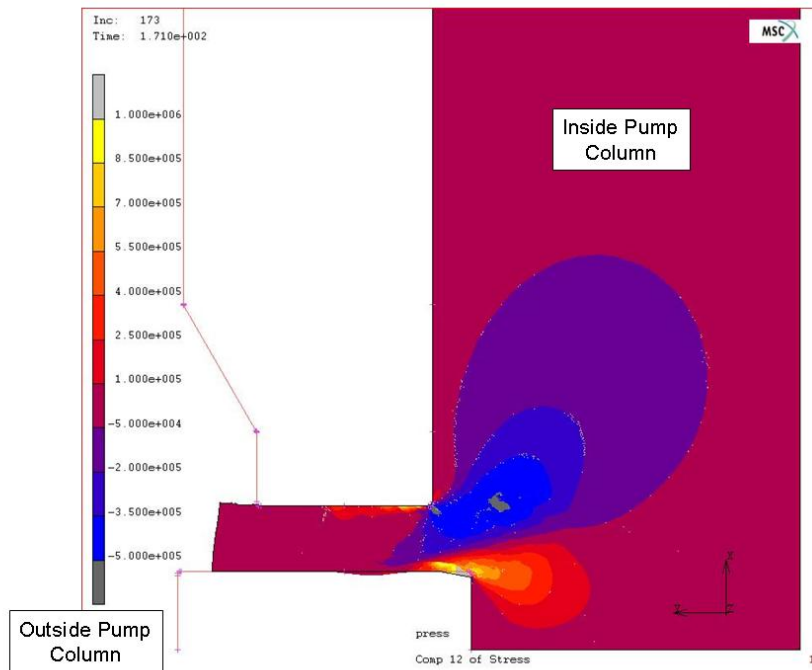 Inc: 173
Time: 1.710e+002
MSC
Inside Pump
Column
1.000e+006
8.500e+005
7.000e+005
5.500e+005
4.000e+005
2.500e+005
1.000e+005
-5.000e+004
-2.000e+005
-3.500e+005
-5.000e+005
X
Y
Z
Outside Pump
Column
press
Comp 12 of Stress
1